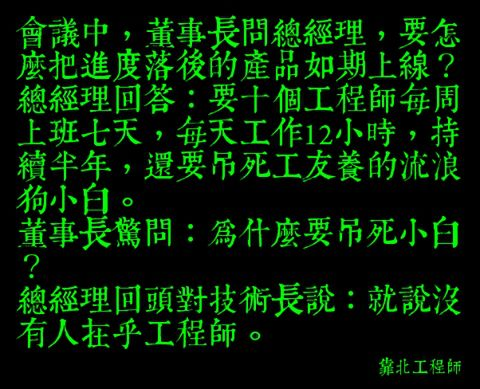 會議中，董事長問總經理，要怎
麼把進度落後的產品如期上線？
總經理回答：要十個工程師每周
上班七天，每天工作12小時，持
續半年，還要吊死工友養的流浪
狗小白。
董事長驚問：為什麼要吊死小白
？
總經理回頭對技術長說：就說沒
有人在乎工程師。
靠北工程師